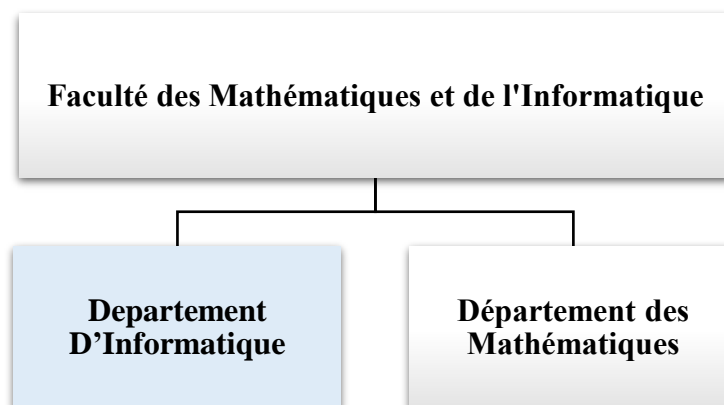 Faculté des Mathématiques et de l'Informatique
Departement
D’Informatique
Département des
Mathématiques